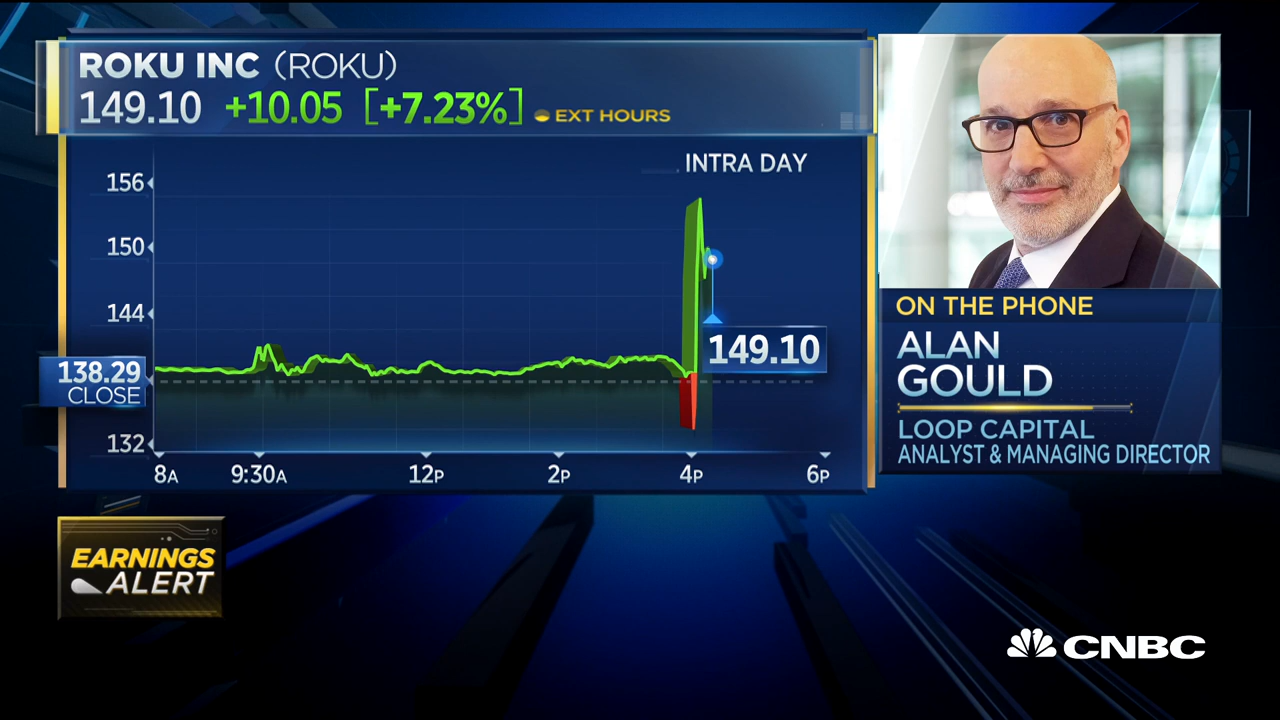 ROKU INC (ROKU)
149.10 +10.05 [+7.23%] EXT HOURS
INTRA DAY
156
150
144
138.29
CLOSE
132
149.10
8A 9:30A 12P 2P 4P 6P
ON THE PHONE
ALAN
GOULD
LOOP CAPITAL
ANALYST & MANAGING DIRECTOR
EARNINGS
ALERT
CNBC